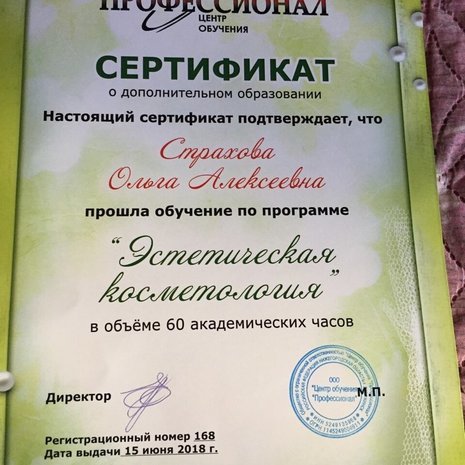 ПРОФЕССИОНАЛ
ЦЕНТР
ОБУЧЕНИЯ
СЕРТИФИКАТ
о дополнительном образовании
Настоящий сертификат подтверждает, что
Страхова
Ольга Алексеевна
прошла обучение по программе
"Эстетическая
косметология"
в объёме 60 академических часов
ООО
"Центр обучения
"Профессионал"
Директор
М.П.
Регистрационный номер 168
Дата выдачи 15 июня 2018 г.